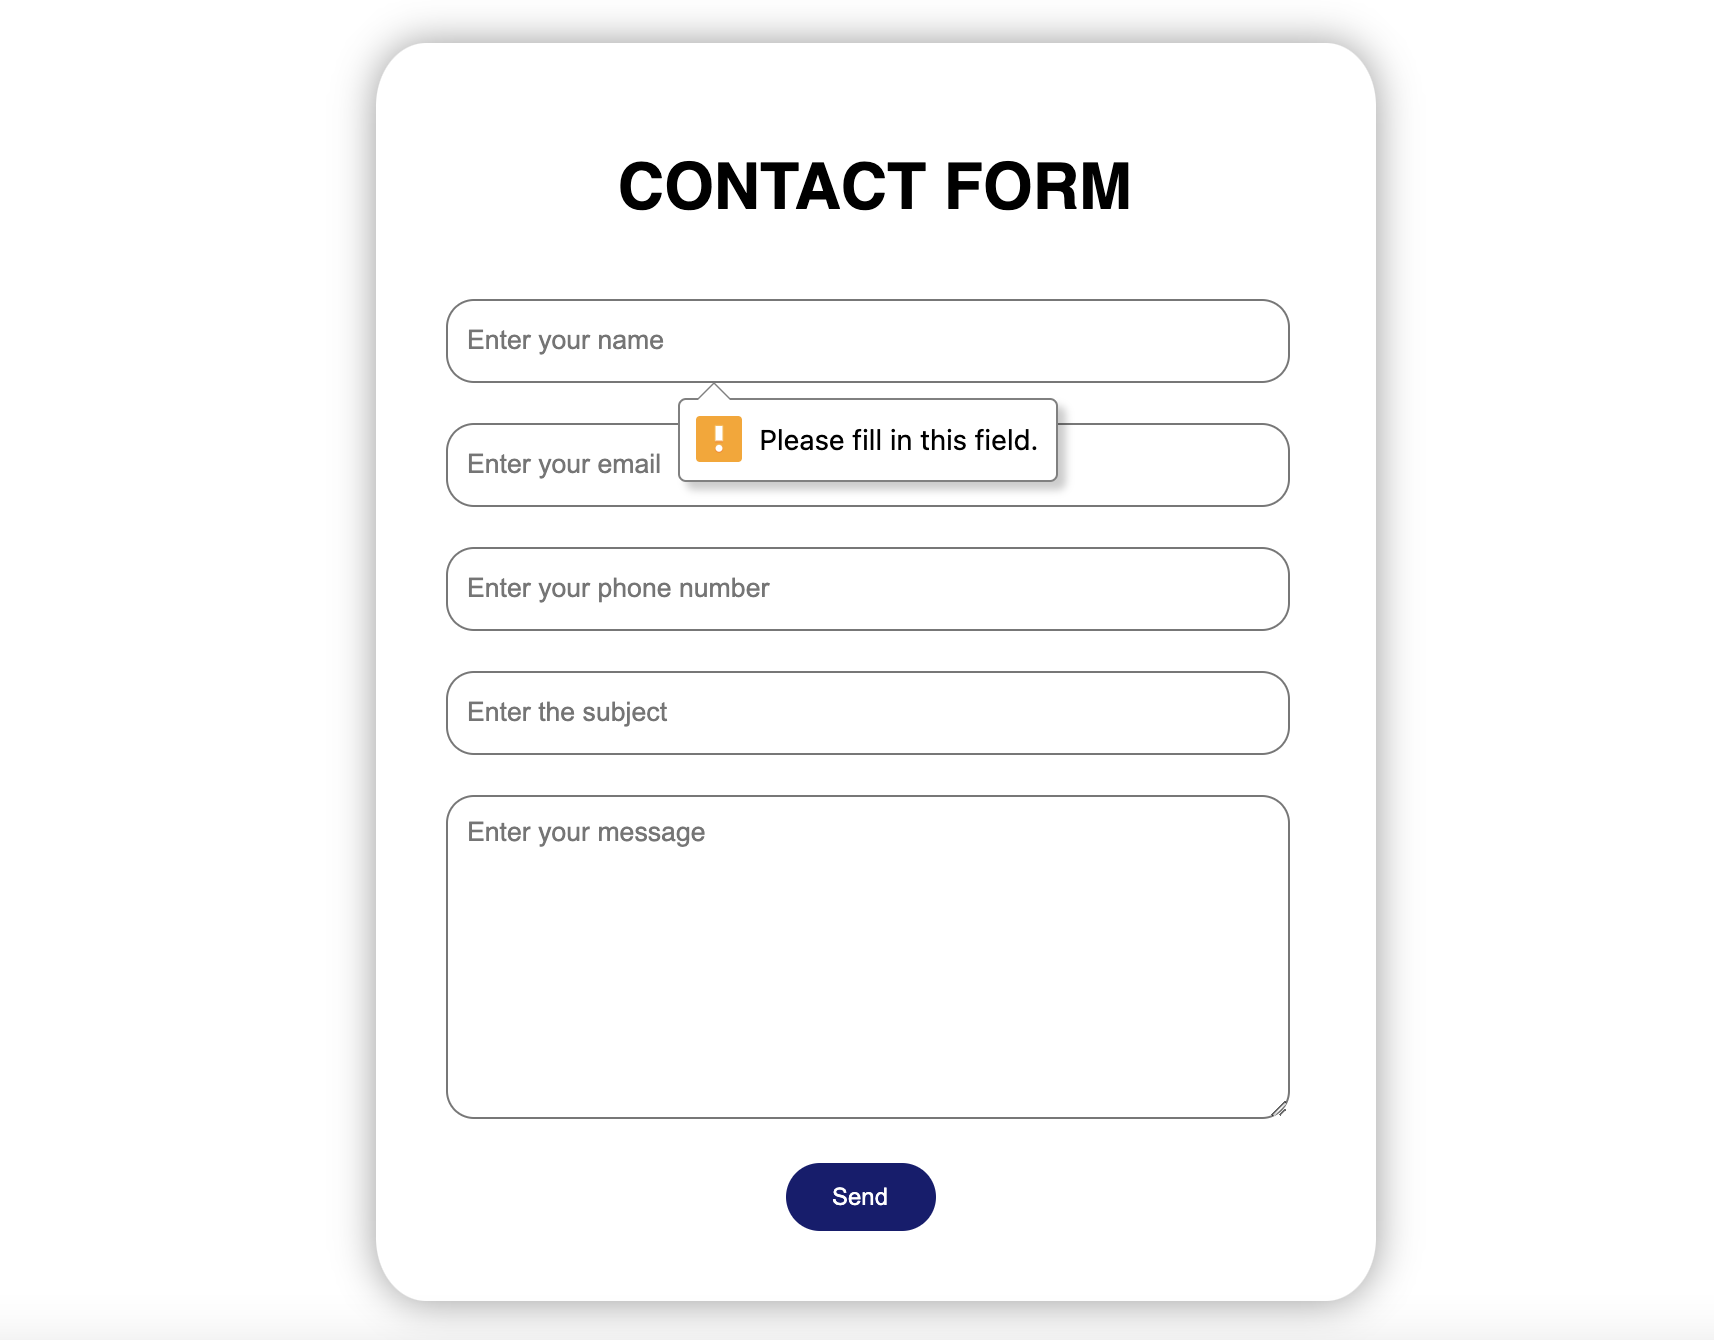 CONTACT FORM
Enter your name
Please fill in this field.
Enter your email
Enter your phone number
Enter the subject
Enter your message
Send